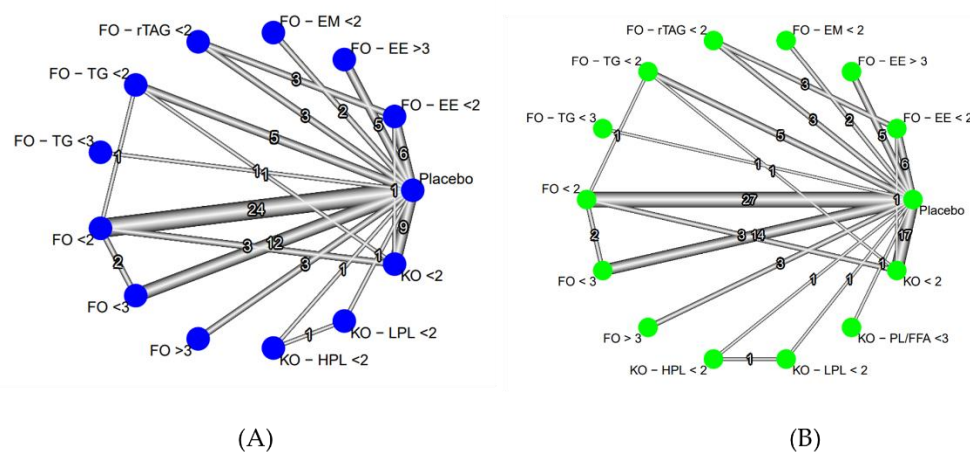 FO − EM <2
FO − rTAG <2
FO − EE >3
FO − TG <2
FO − EE <2
3
2
3
5
5
6
FO − TG <3
1
1
1
1
Placebo
24
9
FO <2
3
12
1
2
1
3
KO <2
FO <3
1
KO − LPL <2
FO >3
KO − HPL <2
(A)
FO − EM < 2
FO − rTAG < 2
FO − EE > 3
FO − TG < 2
FO − EE < 2
3
2
3
5
5
6
FO − TG < 3
1
1
1
1
FO < 2
27
Placebo
2
3
14
17
1
3
1
1
FO < 3
KO < 2
FO > 3
KO − PL/FFA <3
KO − HPL < 2
1
KO − LPL < 2
(B)